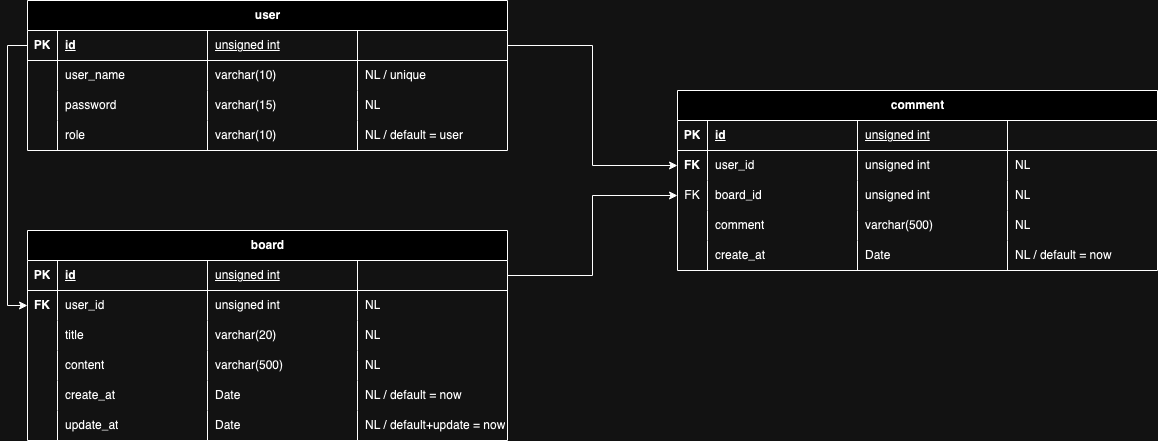 user
PK id unsigned int
user_name varchar(10) NL / unique
password varchar(15) NL
role varchar(10) NL / default = user
comment
PK id unsigned int
FK user_id unsigned int NL
FK board_id unsigned int NL
comment varchar(500) NL
create_at Date NL / default = now
board
PK id unsigned int
FK user_id unsigned int NL
title varchar(20) NL
content varchar(500) NL
create_at Date NL / default = now
update_at Date NL / default+update = now